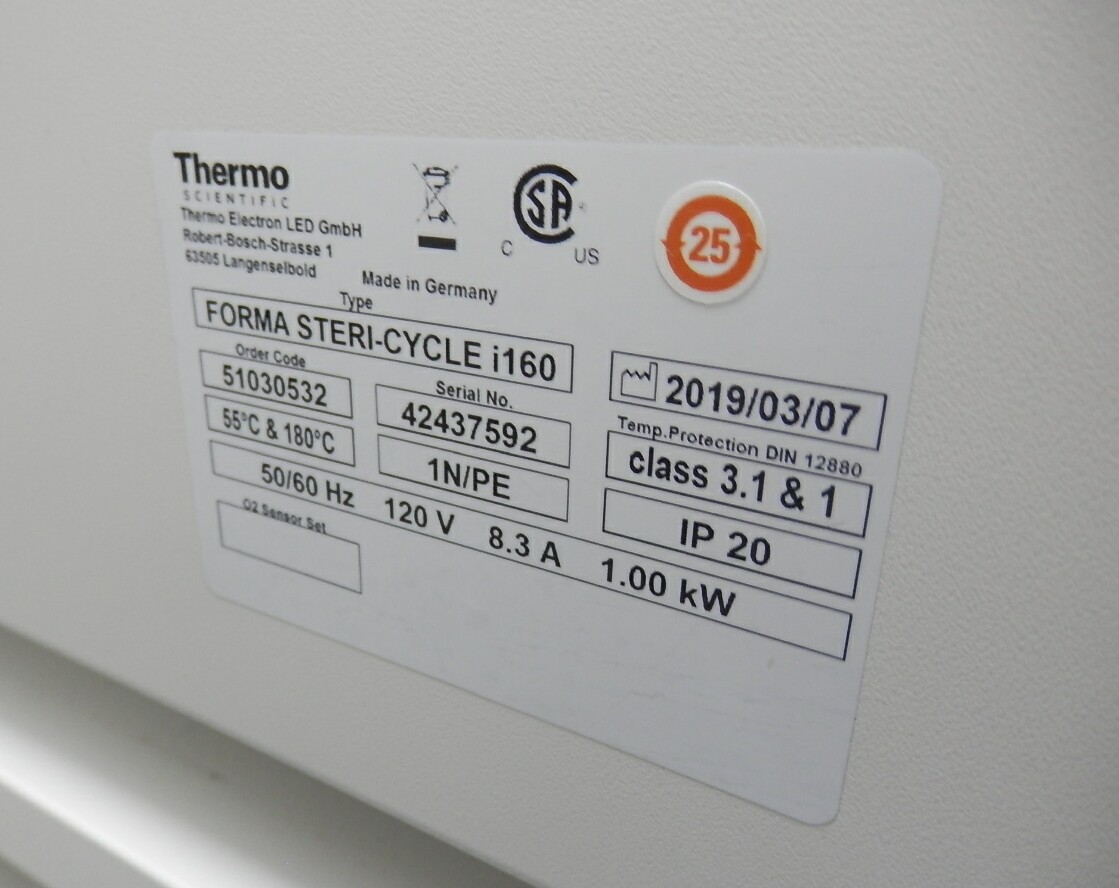 Thermo
SCIENTIFIC
Thermo Electron LED GmbH
Robert-Bosch-Strasse 1
63505 Langenselbold
Made in Germany
C SA US
25
Type
FORMA STERI-CYCLE i160
2019/03/07
Order Code
51030532
Serial No.
42437592
Temp.Protection DIN 12880
class 3.1 & 1
55°C & 180°C
1N/PE
IP 20
50/60 Hz 120 V 8.3 A 1.00 kW
O2 Sensor Set